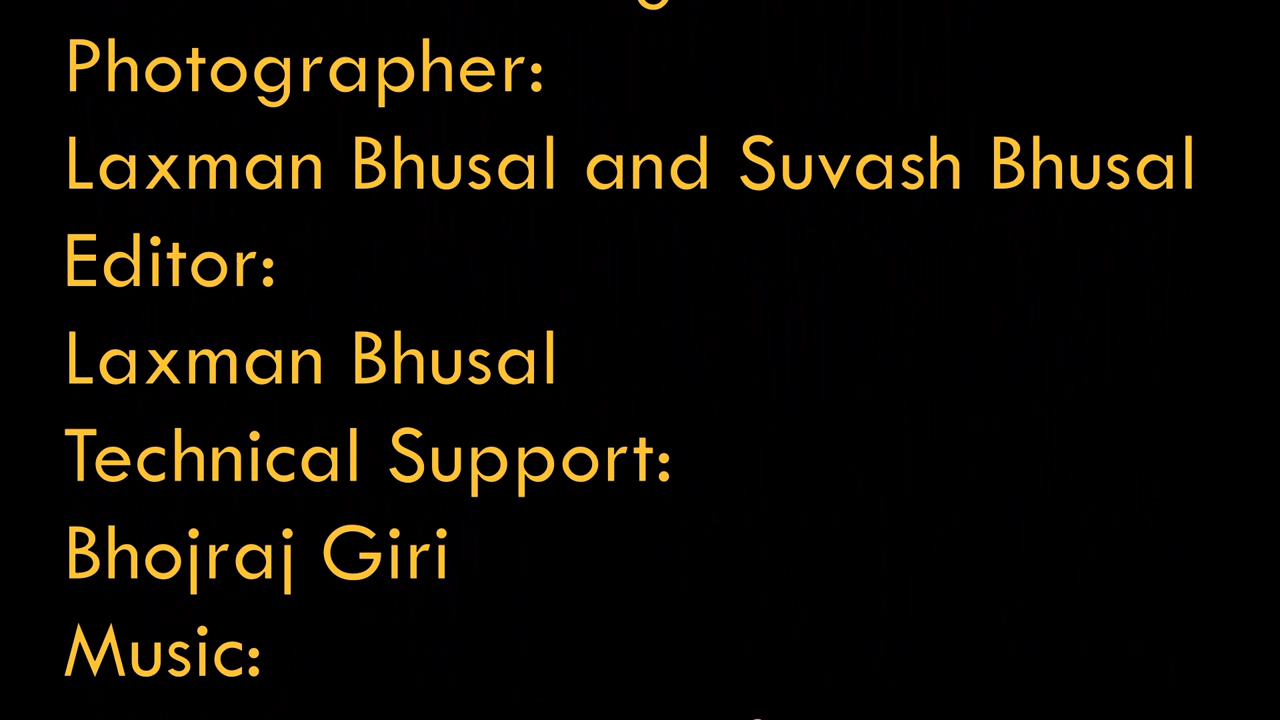 Photographer:
Laxman Bhusal and Suvash Bhusal
Editor:
Laxman Bhusal
Technical Support:
Bhojraj Giri
Music: